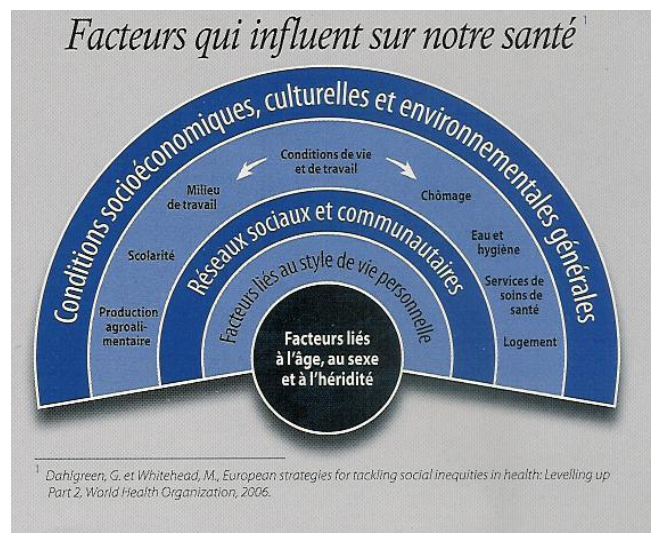 Facteurs qui influent sur notre santé 1
Conditions socioéconomiques, culturelles et environnementales générales
Conditions de vie
et de travail
Milieu
de travail
Chômage
Scolarité
Eau et
hygiène
Production
agroali-
mentaire
Services de
soins de
santé
Logement
Réseaux sociaux et communautaires
Facteurs liés au style de vie personnelle
Facteurs liés
à l'âge, au sexe
et à l'héridité
1 Dahlgreen, G. et Whitehead, M., European strategies for tackling social inequities in health: Levelling up
Part 2, World Health Organization, 2006.